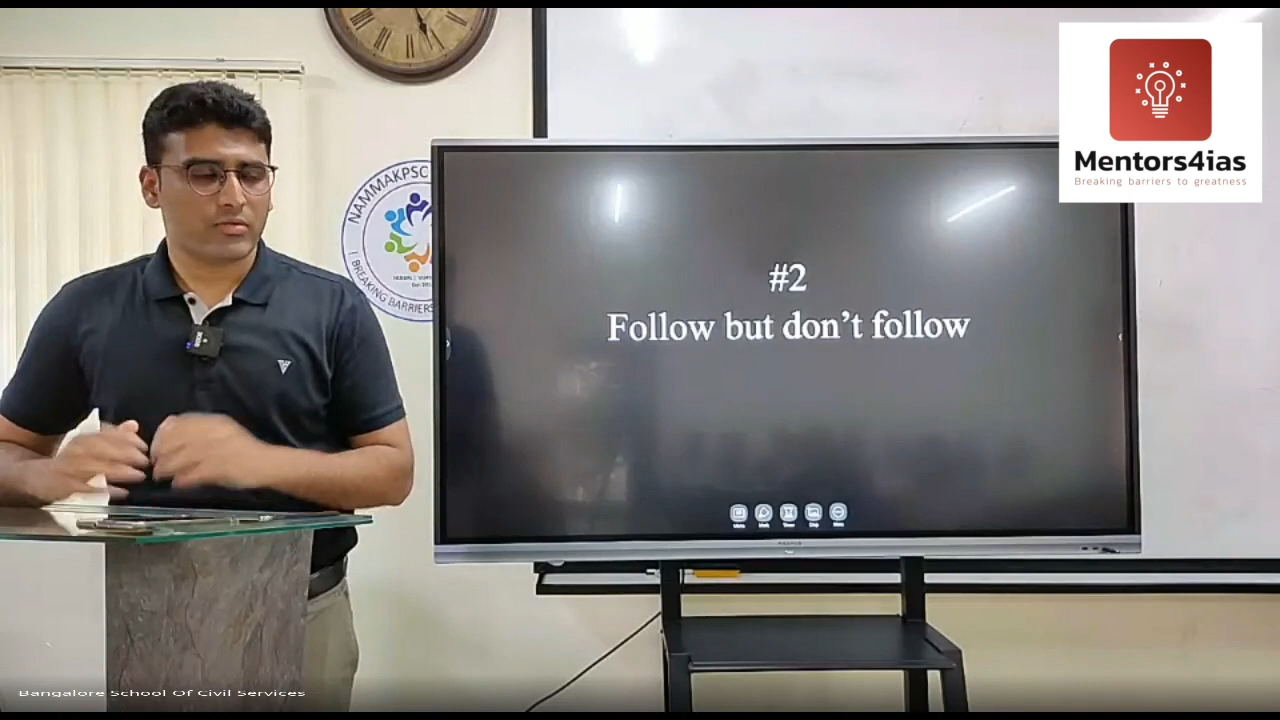 Mentors4ias
Breaking barriers to greatness
NAMMAKPSC
BREAKING BARRIERS
#2
Follow but don’t follow
Bangalore School Of Civil Services